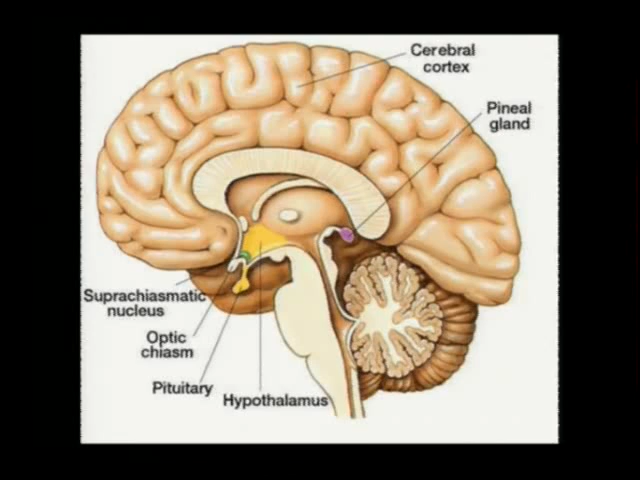 Cerebral
cortex
Pineal
gland
Suprachiasmatic
nucleus
Optic
chiasm
Pituitary
Hypothalamus